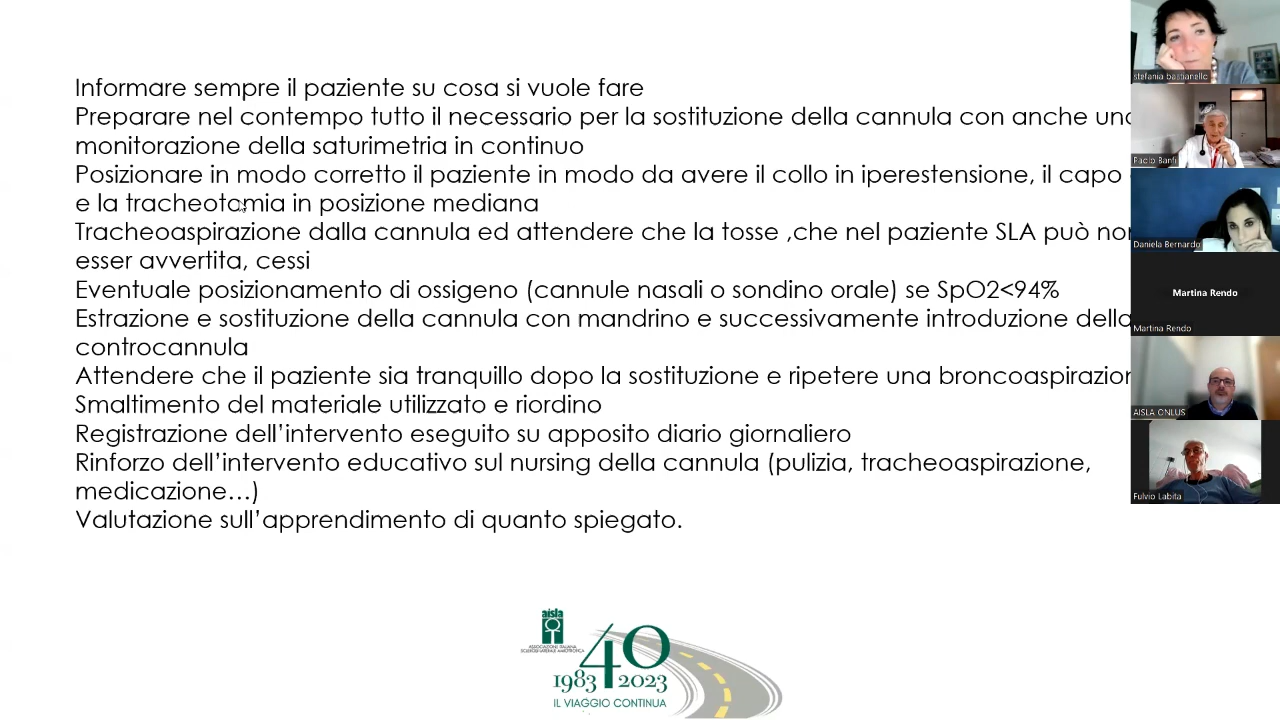 Informare sempre il paziente su cosa si vuole fare
Preparare nel contempo tutto il necessario per la sostituzione della cannula con anche una
monitorazione della saturimetria in continuo
Posizionare in modo corretto il paziente in modo da avere il collo in iperestensione, il capo
e la tracheotomia in posizione mediana
Tracheoaspirazione dalla cannula ed attendere che la tosse ,che nel paziente SLA può non
esser avvertita, cessi
Eventuale posizionamento di ossigeno (cannule nasali o sondino orale) se SpO2<94%
Estrazione e sostituzione della cannula con mandrino e successivamente introduzione della
controcannula
Attendere che il paziente sia tranquillo dopo la sostituzione e ripetere una
Smaltimento del materiale utilizzato e riordino
Registrazione dell'intervento eseguito su apposito diario giornaliero
Rinforzo dell'intervento educativo sul nursing della cannula (pulizia, tracheoaspirazione,
medicazione…)
Valutazione sull'apprendimento di quanto spiegato.
stefania bastianello
Paolo Banfi
Daniela Bernardo
Martina Rendo
Martina Rendo
AISLA ONLUS
Fulvio Labita
aisla
ASSOCIAZIONE ITALIANA
SCLEROSI LATERALE AMIOTROFICA
40
1983 2023
IL VIAGGIO CONTINUA